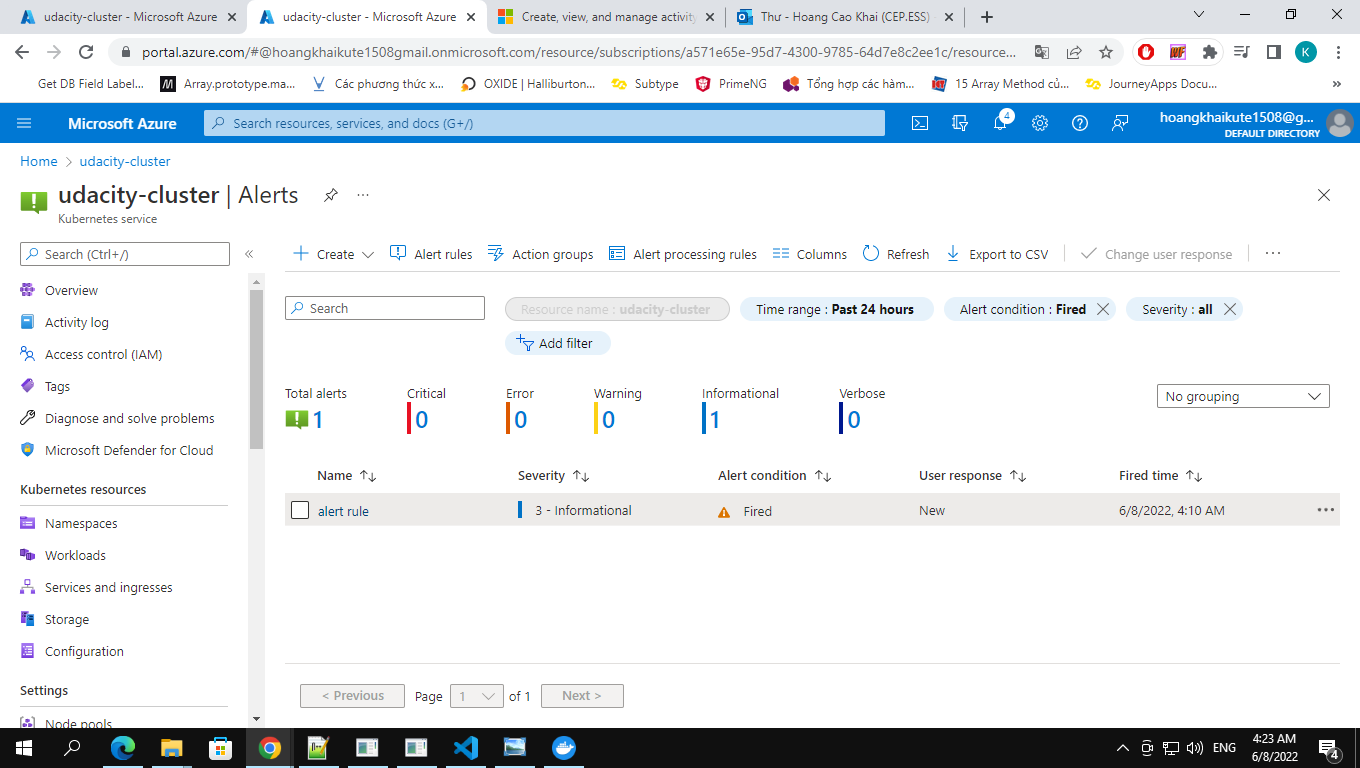 udacity-cluster - Microsoft Azure
udacity-cluster - Microsoft Azure
Create, view, and manage activity
Thư - Hoang Cao Khai (CEP.ESS)
portal.azure.com/#@hoangkhaikute1508gmail.onmicrosoft.com/resource/subscriptions/a571e65e-95d7-4300-9785-64d7e8c2ee1c/resource...
K
Get DB Field Label...
Array.prototype.ma...
Các phương thức x...
OXIDE | Halliburton...
Subtype
PrimeNG
Tổng hợp các hàm...
15 Array Method củ...
JourneyApps Docu...
»
Microsoft Azure
Search resources, services, and docs (G+/)
4
hoangkhaikute1508@g...
DEFAULT DIRECTORY
Home > udacity-cluster
udacity-cluster | Alerts
...
Kubernetes service
Search (Ctrl+/)
«
Create
Alert rules
Action groups
Alert processing rules
Columns
Refresh
Export to CSV
Change user response
...
Overview
Activity log
Access control (IAM)
Tags
Diagnose and solve problems
Microsoft Defender for Cloud
Kubernetes resources
Namespaces
Workloads
Services and ingresses
Storage
Configuration
Settings
Node pools
Search
Resource name : udacity-cluster
Time range : Past 24 hours
Alert condition : Fired
Severity : all
Add filter
Total alerts
1
Critical
0
Error
0
Warning
0
Informational
1
Verbose
0
No grouping
Name
Severity
Alert condition
User response
Fired time
alert rule
3 - Informational
Fired
New
6/8/2022, 4:10 AM
...
< Previous
Page
1
of 1
Next >
ENG
4:23 AM
6/8/2022
4